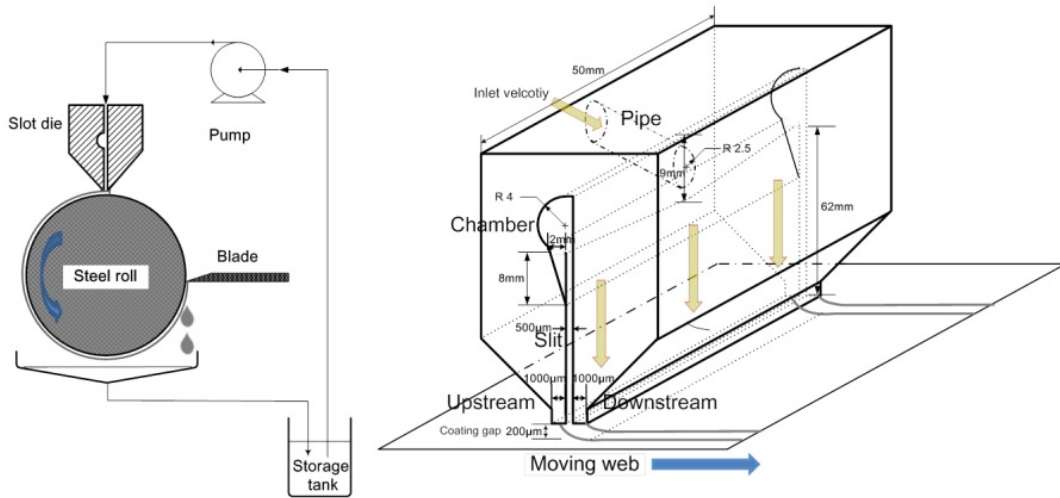 Slot die
Pump
Steel roll
Blade
Storage
tank
50mm
Inlet velcotiy
Pipe
R 2.5
9mm
R 4
Chamber
2mm
62mm
8mm
500μm
Slit
1000μm
1000μm
Upstream
Downstream
Coating gap
200μm
Moving web